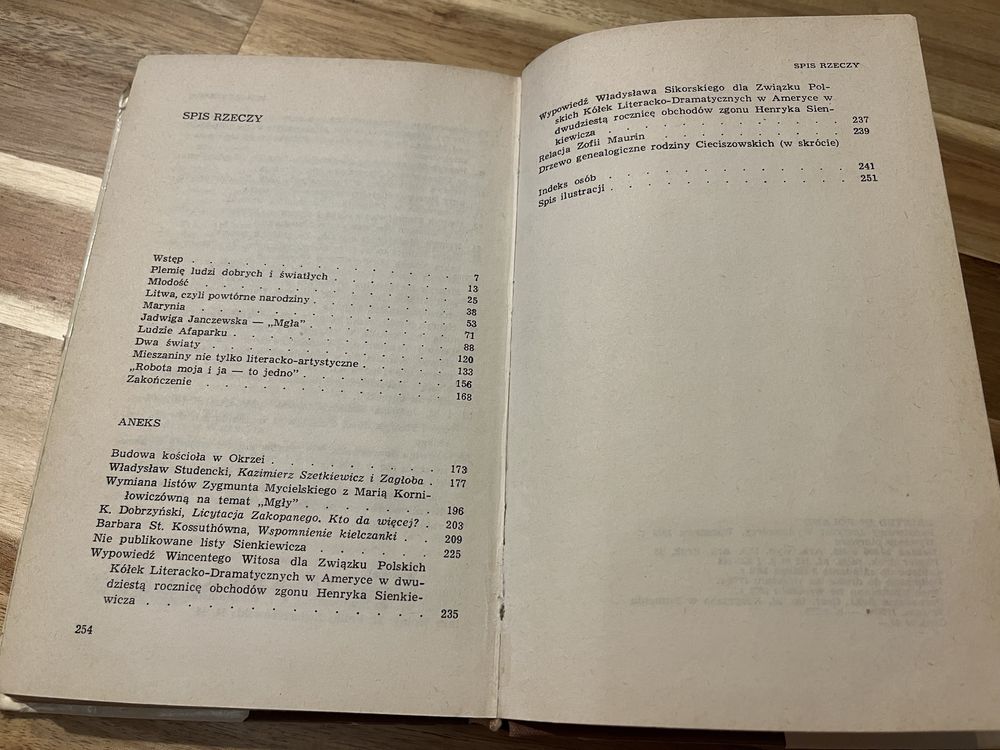 SPIS RZECZY
Wstęp . . . . . . . . . . 7
Plemię ludzi dobrych i światłych . . . . . 13
Młodość . . . . . . . . . . 25
Litwa, czyli powtórne narodziny . . . . . 38
Marynia . . . . . . . . . . 53
Jadwiga Janczewska — „Mgła” . . . . . 71
Ludzie Afaparku . . . . . . . . 88
Dwa światy . . . . . . . . . 120
Mieszaniny nie tylko literacko-artystyczne . . . . 133
„Robota moja i ja — to jedno” . . . . . 156
Zakończenie . . . . . . . . . 168
ANEKS
Budowa kościoła w Okrzei . . . . . . . 173
Władysław Studencki, Kazimierz Szetkiewicz i Zagłoba . 177
Wymiana listów Zygmunta Mycielskiego z Marią Korni-
łowiczówną na temat „Mgły” . . . . . . 196
K. Dobrzyński, Licytacja Zakopanego. Kto da więcej? . 203
Barbara St. Kossuthówna, Wspomnienie kielczanki . . 209
Nie publikowane listy Sienkiewicza . . . . . 225
Wypowiedź Wincentego Witosa dla Związku Polskich
Kółek Literacko-Dramatycznych w Ameryce w dwu-
dziestą rocznicę obchodów zgonu Henryka Sienkie-
wicza . . . . . . . . . . . 235
254
SPIS RZECZY
Wypowiedź Władysława Sikorskiego dla Związku Pol-
skich Kółek Literacko-Dramatycznych w Ameryce w
dwudziestą rocznicę obchodów zgonu Henryka Sien-
kiewicza . . . . . . . . . . 237
Relacja Zofii Maurin . . . . . . . . 239
Drzewo genealogiczne rodziny Cieciszowskich (w skrócie)
Indeks osób . . . . . . . . . . 241
Spis ilustracji . . . . . . . . . . 251